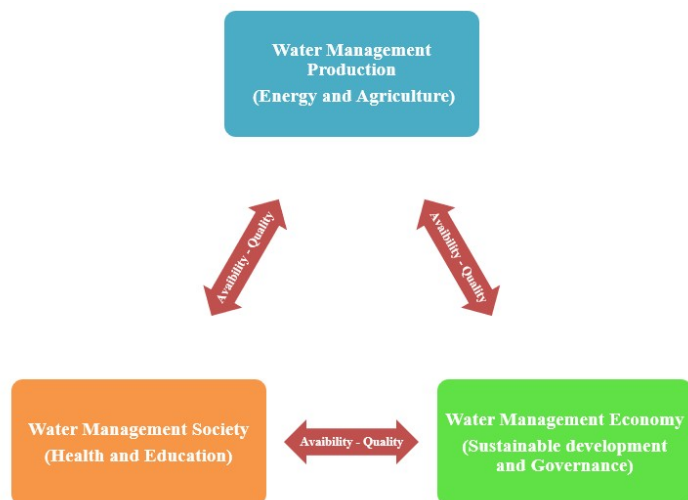 Water Management
Production
(Energy and Agriculture)
Avaibility - Quality
Avaibility - Quality
Water Management Society
(Health and Education)
Avaibility - Quality
Water Management Economy
(Sustainable development
and Governance)